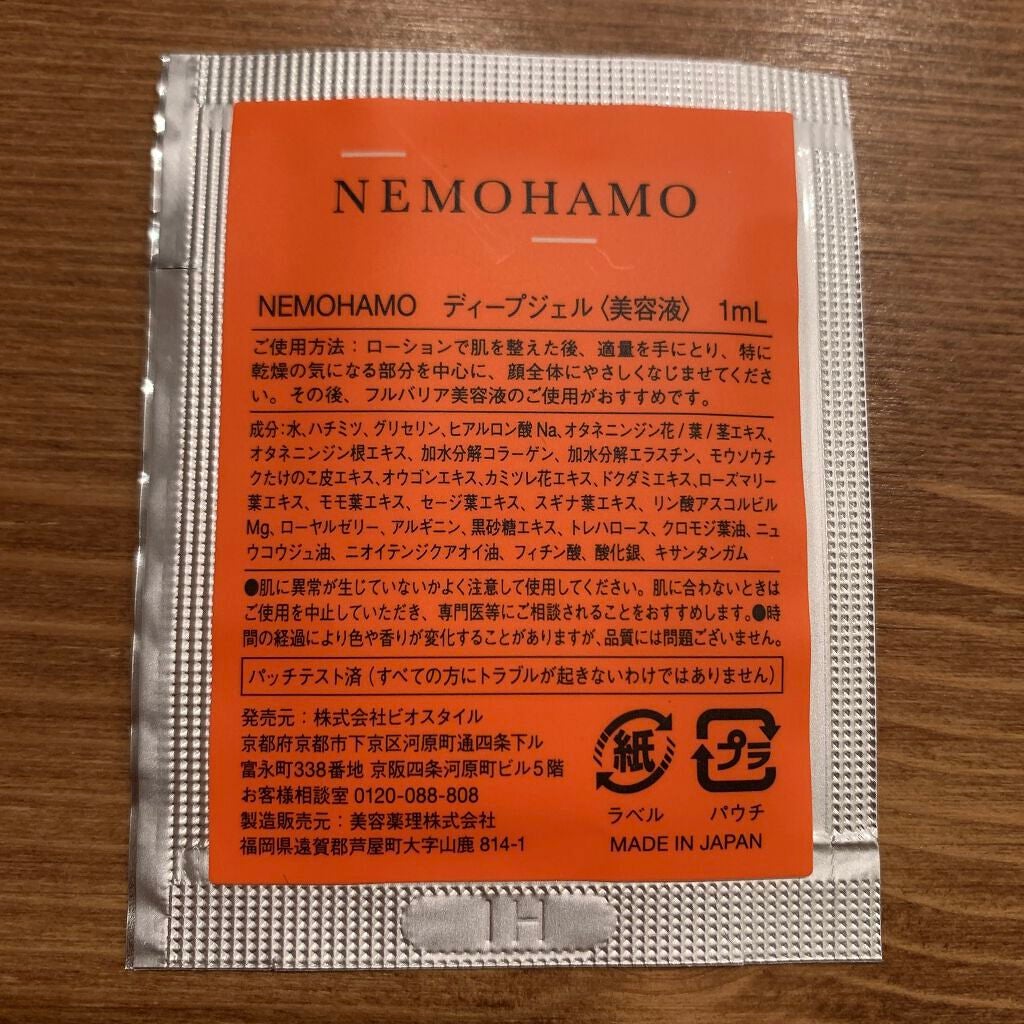 NEMOHAMO
NEMOHAMO ディープジェル〈美容液〉 1mL
ご使用方法：ローションで肌を整えた後、適量を手にとり、特に
乾燥の気になる部分を中心に、顔全体にやさしくなじませてくださ
い。その後、フルバリア美容液のご使用がおすすめです。
成分：水、ハチミツ、グリセリン、ヒアルロン酸Na、オタネニンジン花/葉/茎エキス、
オタネニンジン根エキス、加水分解コラーゲン、加水分解エラスチン、モウソウチ
クたけのこ皮エキス、オウゴンエキス、カミツレ花エキス、ドクダミエキス、ローズマリー
葉エキス、モモ葉エキス、セージ葉エキス、スギナ葉エキス、リン酸アスコルビル
Mg、ローヤルゼリー、アルギニン、黒砂糖エキス、トレハロース、クロモジ葉油、ニュ
ウコウジュ油、ニオイテンジクアオイ油、フィチン酸、酸化銀、キサンタンガム
●肌に異常が生じていないかよく注意して使用してください。肌に合わないときは
ご使用を中止していただき、専門医等にご相談されることをおすすめします。●時
間の経過により色や香りが変化することがありますが、品質には問題ございません。
パッチテスト済（すべての方にトラブルが起きないわけではありません）
発売元：株式会社ビオスタイル
京都府京都市下京区河原町通四条下ル
富永町338番地 京阪四条河原町ビル5階
お客様相談室 0120-088-808
製造販売元：美容薬理株式会社
福岡県遠賀郡芦屋町大字山鹿 814-1
紙 プラ
ラベル パウチ
MADE IN JAPAN
IH